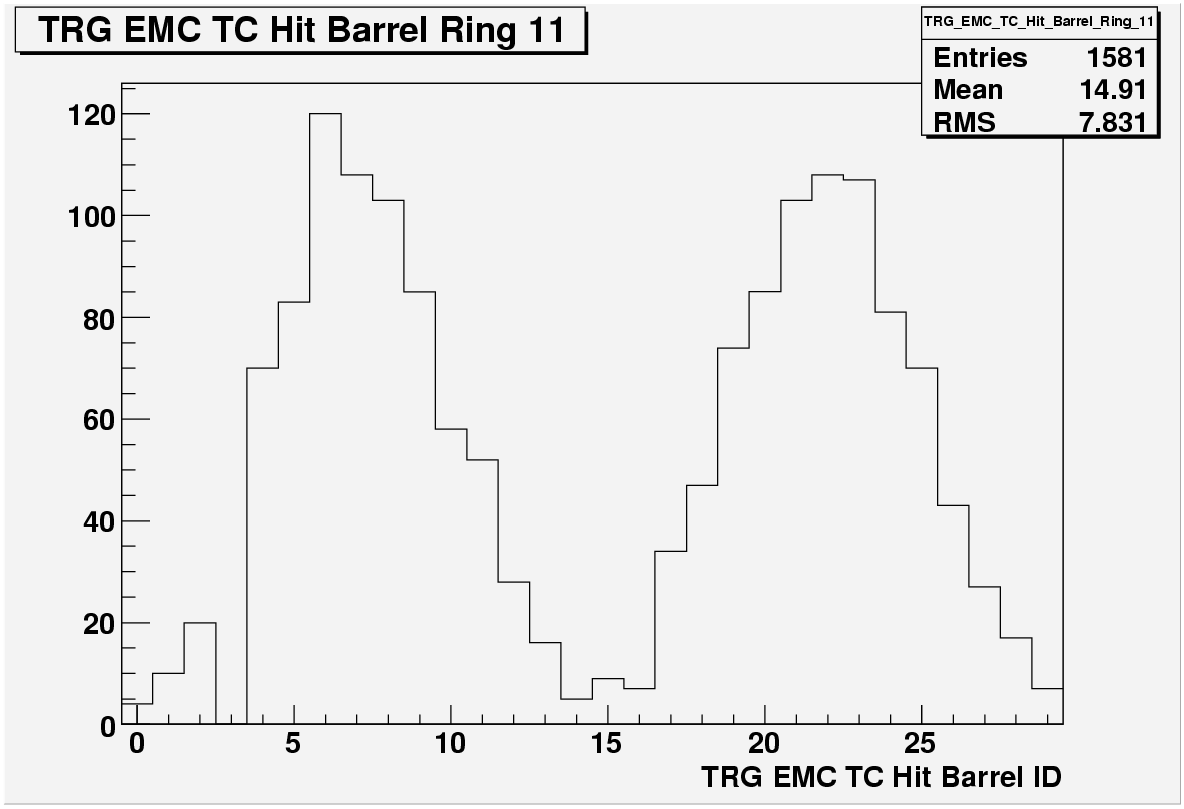 TRG EMC TC Hit Barrel Ring 11
TRG_EMC_TC_Hit_Barrel_Ring_11
Entries 1581
Mean 14.91
RMS 7.831
120
100
80
60
40
20
0
0 5 10 15 20 25
TRG EMC TC Hit Barrel ID